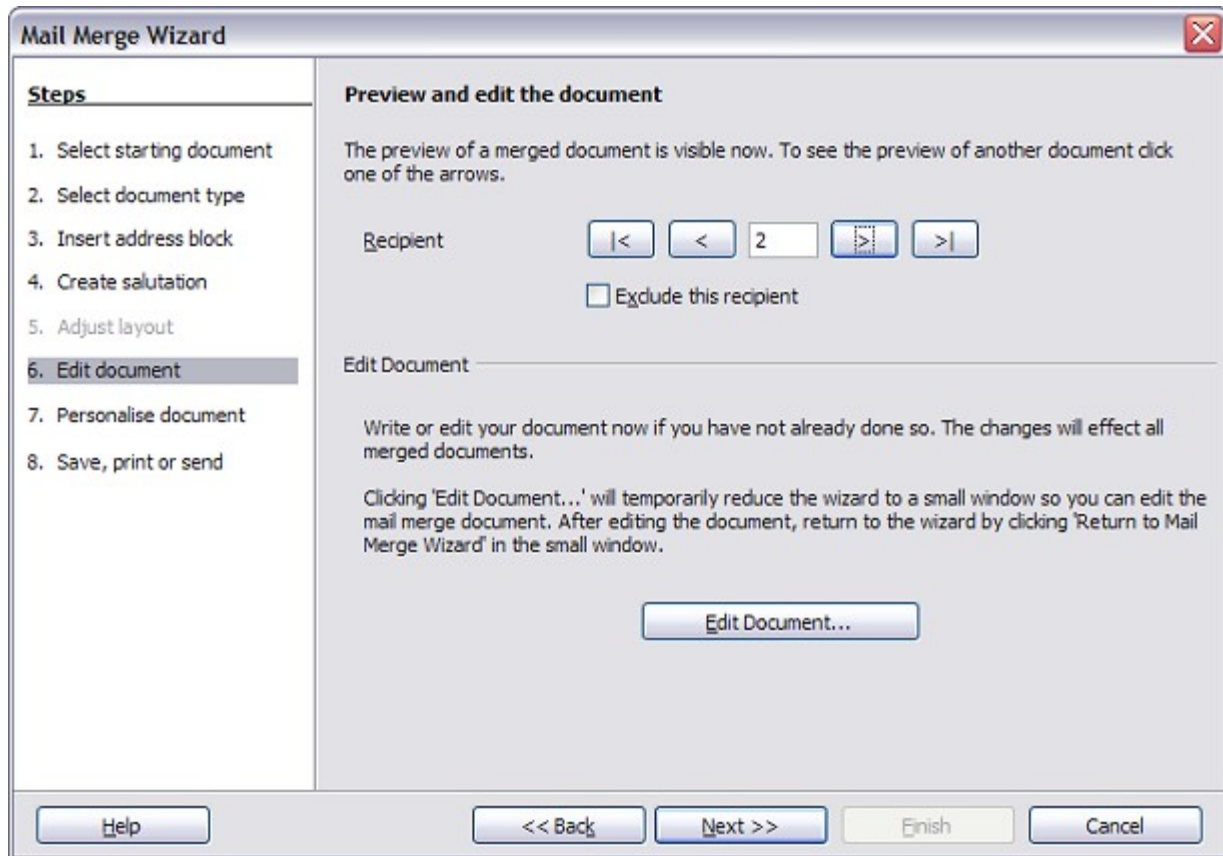 Mail Merge Wizard
Steps
1. Select starting document
2. Select document type
3. Insert address block
4. Create salutation
5. Adjust layout
6. Edit document
7. Personalise document
8. Save, print or send
Preview and edit the document
The preview of a merged document is visible now. To see the preview of another document click
one of the arrows.
Recipient |< < 2 > >|
Exclude this recipient
Edit Document
Write or edit your document now if you have not already done so. The changes will effect all
merged documents.
Clicking 'Edit Document...' will temporarily reduce the wizard to a small window so you can edit the
mail merge document. After editing the document, return to the wizard by clicking 'Return to Mail
Merge Wizard' in the small window.
Edit Document...
Help << Back Next >> Finish Cancel